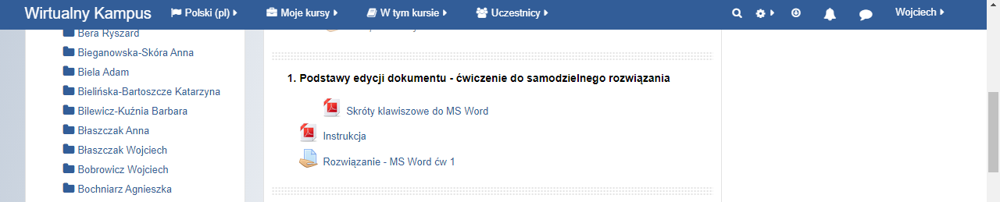 Wirtualny Kampus Polski (pl) Moje kursy W tym kursie Uczestnicy Wojciech
Bera Ryszard
Bieganowska-Skóra Anna
Biela Adam
Bielińska-Bartoszcze Katarzyna
Bilewicz-Kuźnia Barbara
Błaszczak Anna
Błaszczak Wojciech
Bobrowicz Wojciech
Bochniarz Agnieszka
1. Podstawy edycji dokumentu - ćwiczenie do samodzielnego rozwiązania
Skróty klawiszowe do MS Word
Instrukcja
Rozwiązanie - MS Word ćw 1